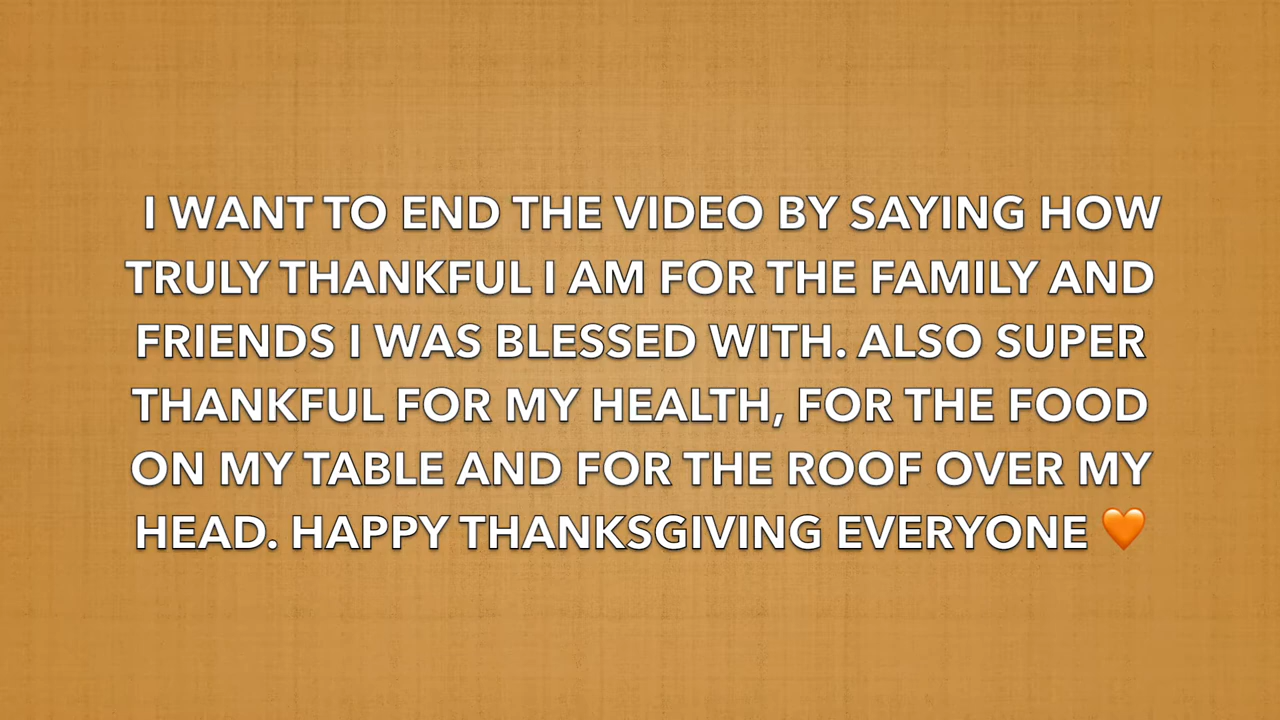 I WANT TO END THE VIDEO BY SAYING HOW
TRULY THANKFUL I AM FOR THE FAMILY AND
FRIENDS I WAS BLESSED WITH. ALSO SUPER
THANKFUL FOR MY HEALTH, FOR THE FOOD
ON MY TABLE AND FOR THE ROOF OVER MY
HEAD. HAPPY THANKSGIVING EVERYONE 🧡